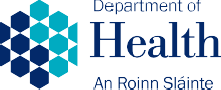 Department of
Health
An Roinn Sláinte